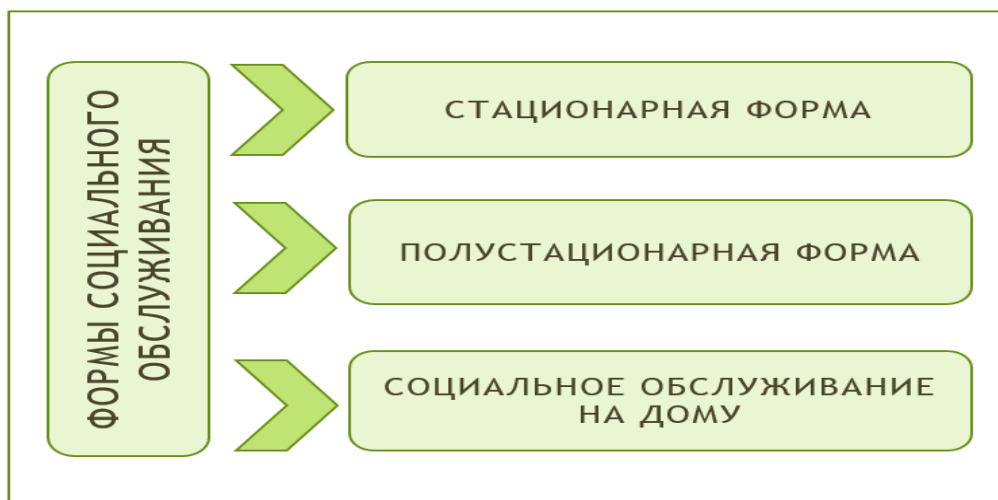 ФОРМЫ СОЦИАЛЬНОГО
ОБСЛУЖИВАНИЯ
СТАЦИОНАРНАЯ ФОРМА
ПОЛУСТАЦИОНАРНАЯ ФОРМА
СОЦИАЛЬНОЕ ОБСЛУЖИВАНИЕ
НА ДОМУ